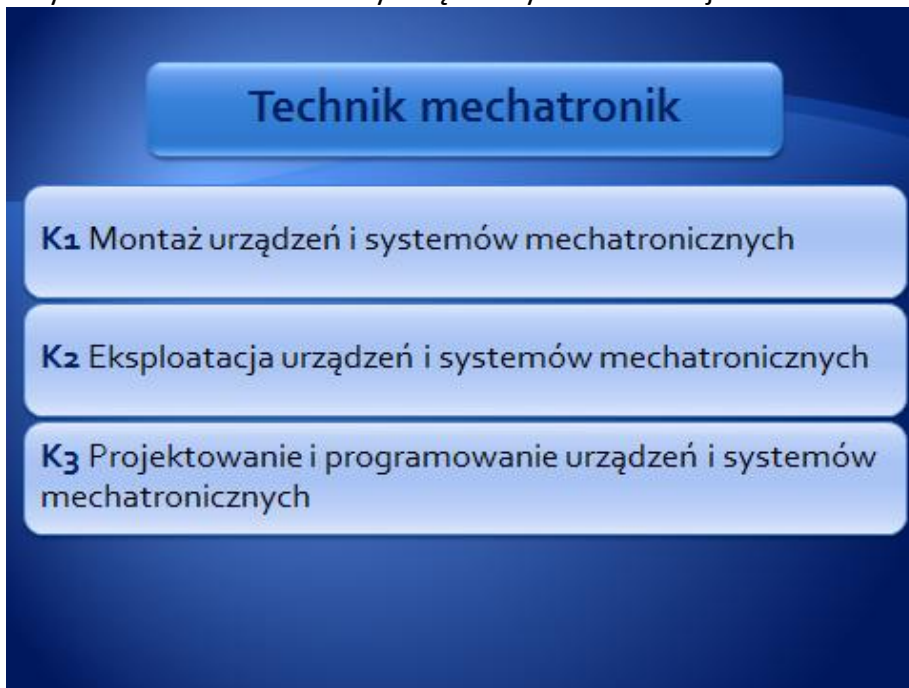 Technik mechatronik
K1 Montaż urządzeń i systemów mechatronicznych
K2 Eksploatacja urządzeń i systemów mechatronicznych
K3 Projektowanie i programowanie urządzeń i systemów
mechatronicznych